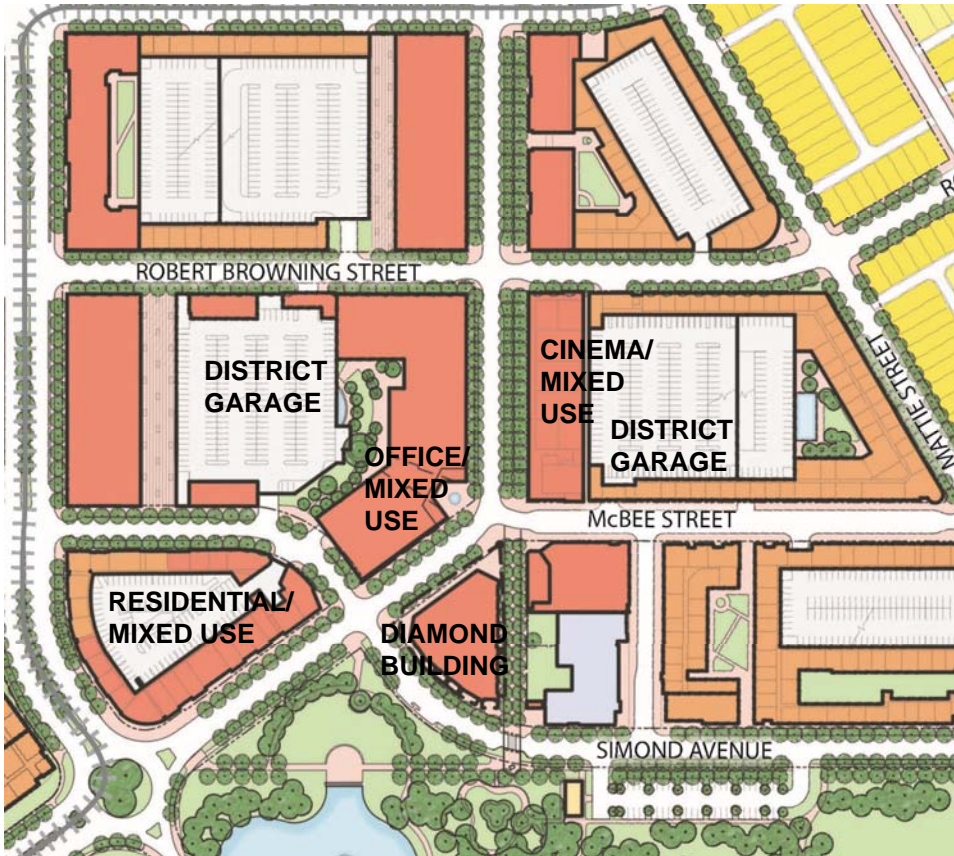 ROBERT BROWNING STREET
CINEMA/
MIXED
USE
DISTRICT
GARAGE
DISTRICT
GARAGE
MATTIE STREET
OFFICE/
MIXED
USE
McBEE STREET
RESIDENTIAL/
MIXED USE
DIAMOND
BUILDING
SIMOND AVENUE